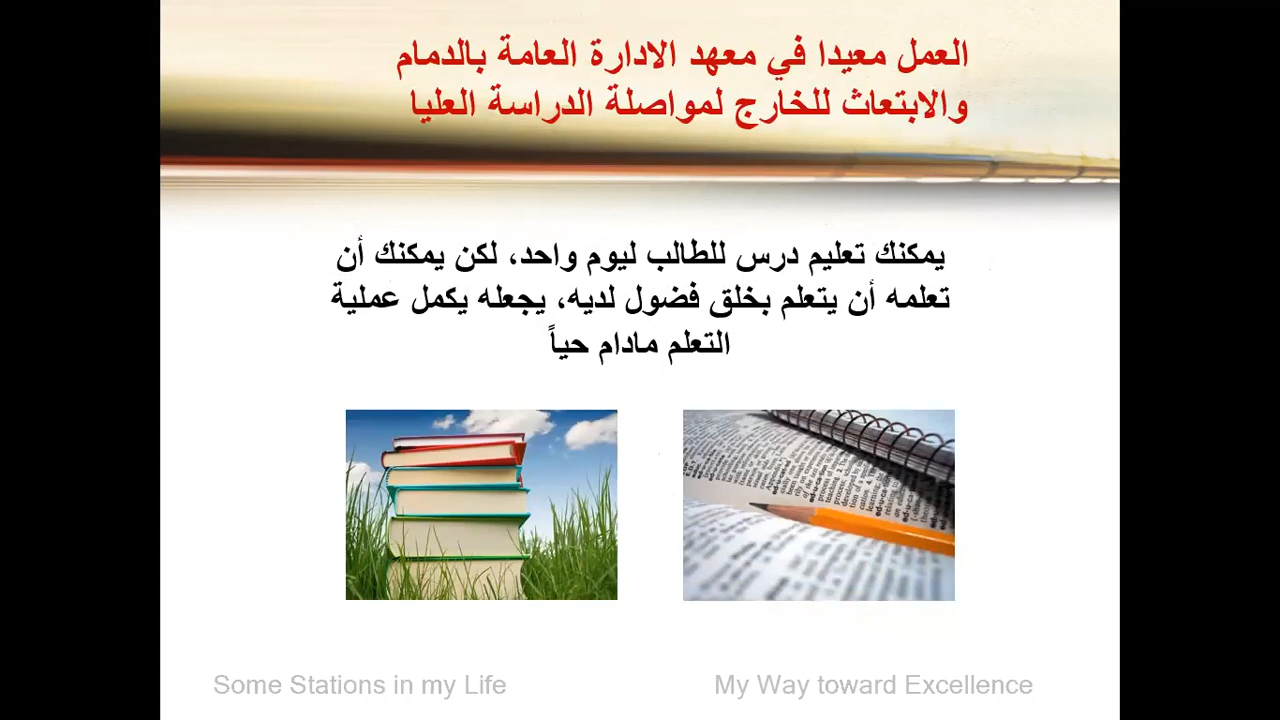 العمل معيدا في معهد الادارة العامة بالدمام
والابتعاث للخارج لمواصلة الدراسة العليا
يمكنك تعليم درس للطالب ليوم واحد، لكن يمكنك أن
تعلمه أن يتعلم بخلق فضول لديه، يجعله يكمل عملية
التعلم مادام حياً
Some Stations in my Life
My Way toward Excellence